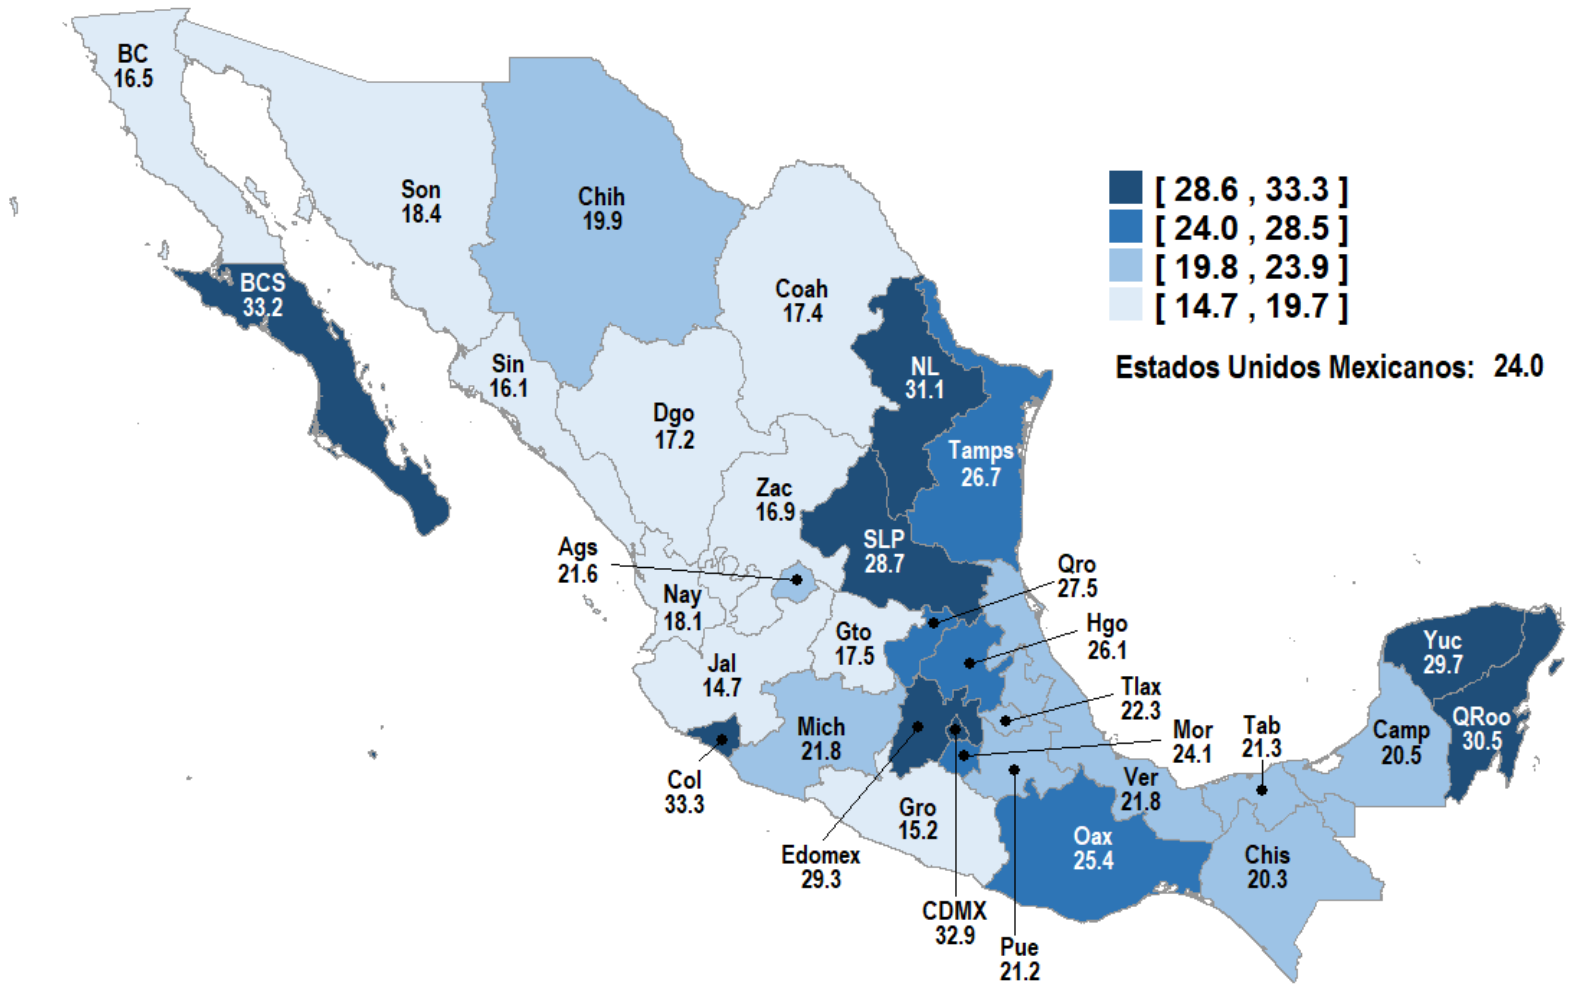 BC
16.5
Son
18.4
Chih
19.9
[ 28.6 , 33.3 ]
[ 24.0 , 28.5 ]
[ 19.8 , 23.9 ]
[ 14.7 , 19.7 ]
Estados Unidos Mexicanos: 24.0
BCS
33.2
Coah
17.4
Sin
16.1
NL
31.1
Dgo
17.2
Tamps
26.7
Zac
16.9
SLP
28.7
Ags
21.6
Qro
27.5
Nay
18.1
Gto
17.5
Hgo
26.1
Yuc
29.7
Jal
14.7
Tlax
22.3
Mich
21.8
Mor
24.1
Tab
21.3
Camp
20.5
QRoo
30.5
Col
33.3
Ver
21.8
Gro
15.2
Oax
25.4
Chis
20.3
Edomex
29.3
CDMX
32.9
Pue
21.2